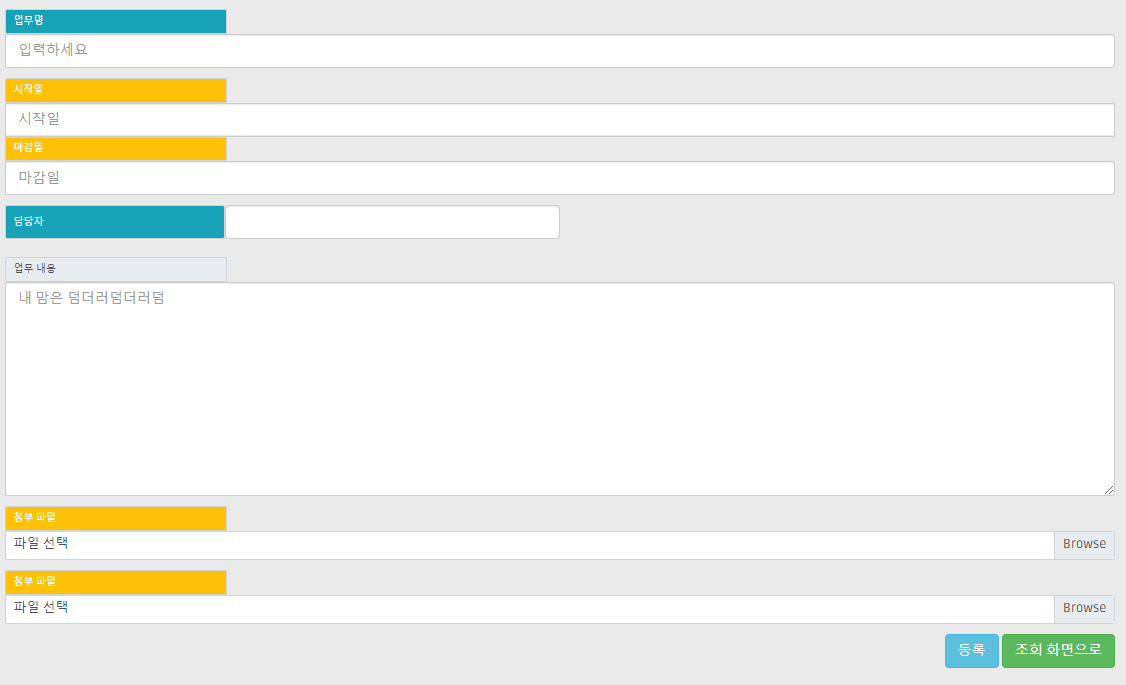 업무명
입력하세요
시작일
시작일
마감일
마감일
담당자
업무 내용
내 맘은 덤더러덤더러덤
첨부 파일
파일 선택 Browse
첨부 파일
파일 선택 Browse
등록 조회 화면으로